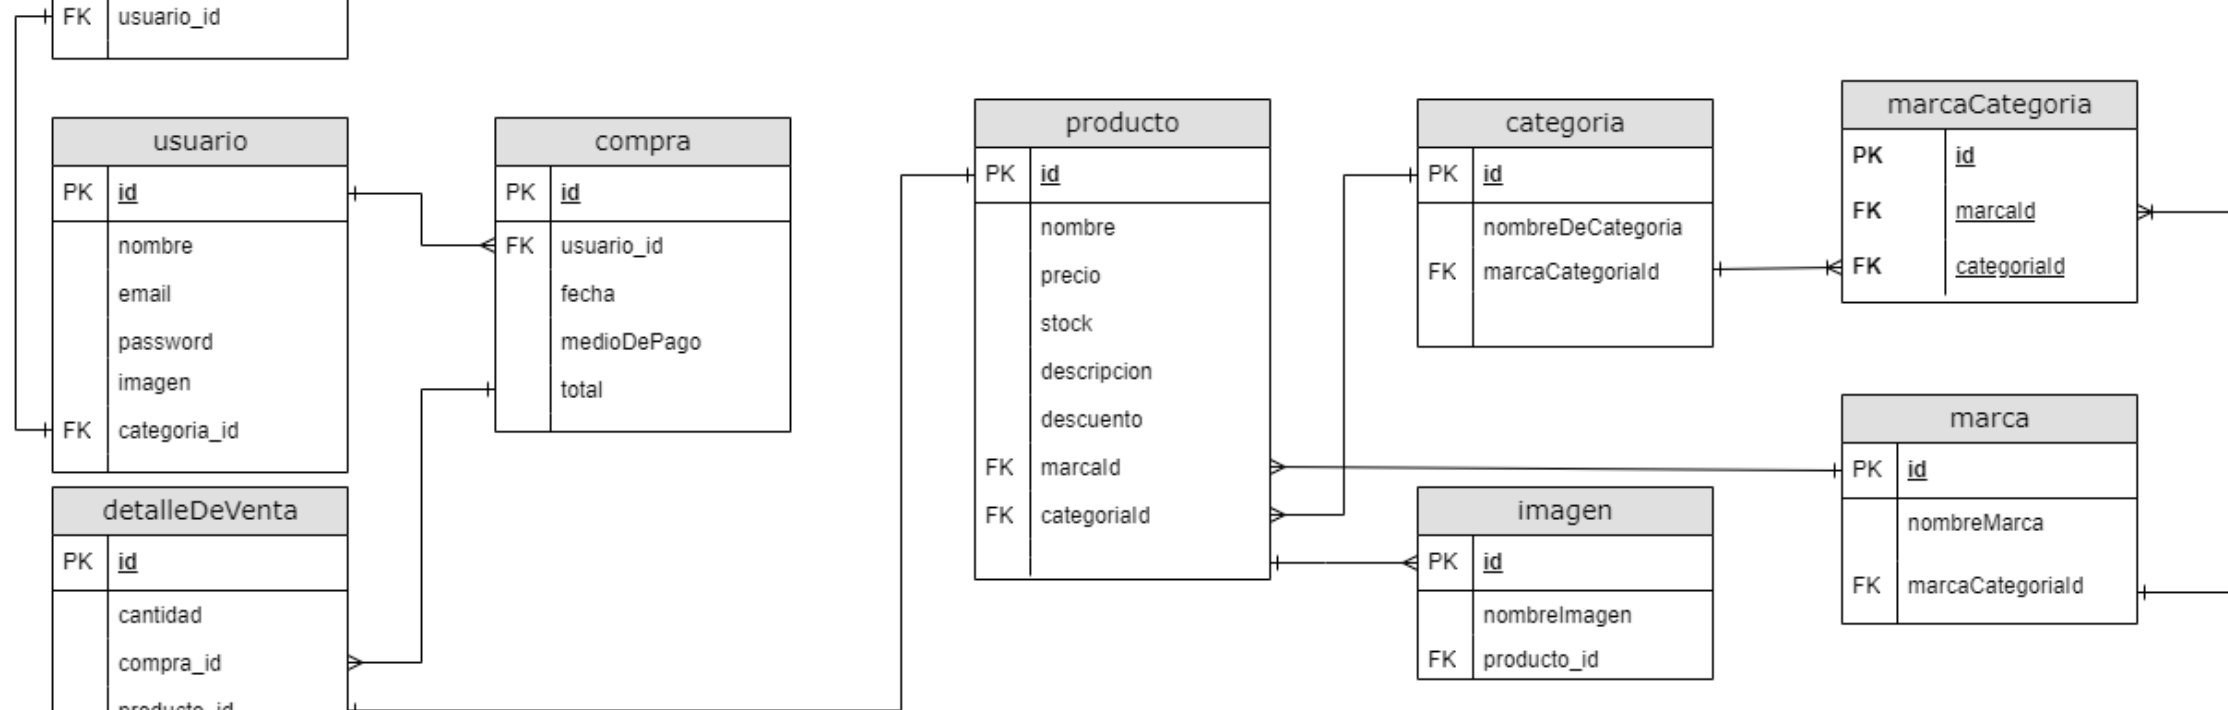 FK usuario_id
usuario
PK id
nombre
email
password
imagen
FK categoria_id
compra
PK id
FK usuario_id
fecha
medioDePago
total
detalleDeVenta
PK id
cantidad
compra_id
producto_id
producto
PK id
nombre
precio
stock
descripcion
descuento
FK marcaId
FK categoriaId
categoria
PK id
nombreDeCategoria
FK marcaCategoriaId
imagen
PK id
nombreImagen
FK producto_id
marcaCategoria
PK id
FK marcaId
FK categoriaId
marca
PK id
nombreMarca
FK marcaCategoriaId